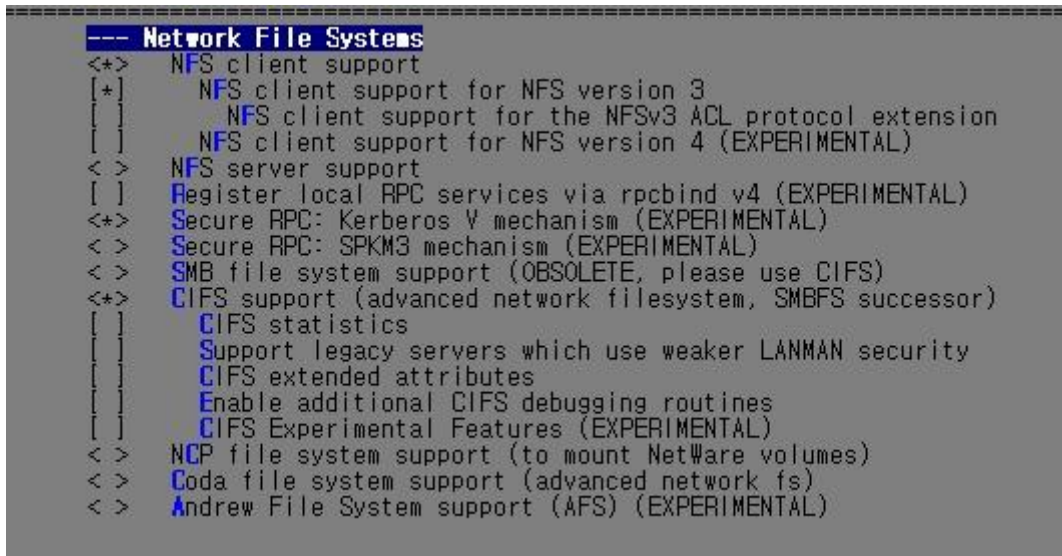 --- Network File Systems
<*> NFS client support
[*] NFS client support for NFS version 3
[ ] NFS client support for the NFSv3 ACL protocol extension
[ ] NFS client support for NFS version 4 (EXPERIMENTAL)
< > NFS server support
[ ] Register local RPC services via rpcbind v4 (EXPERIMENTAL)
<*> Secure RPC: Kerberos V mechanism (EXPERIMENTAL)
< > Secure RPC: SPKM3 mechanism (EXPERIMENTAL)
< > SMB file system support (OBSOLETE, please use CIFS)
<*> CIFS support (advanced network filesystem, SMBFS successor)
[ ] CIFS statistics
[ ] Support legacy servers which use weaker LANMAN security
[ ] CIFS extended attributes
[ ] Enable additional CIFS debugging routines
[ ] CIFS Experimental Features (EXPERIMENTAL)
< > NCP file system support (to mount NetWare volumes)
< > Coda file system support (advanced network fs)
< > Andrew File System support (AFS) (EXPERIMENTAL)